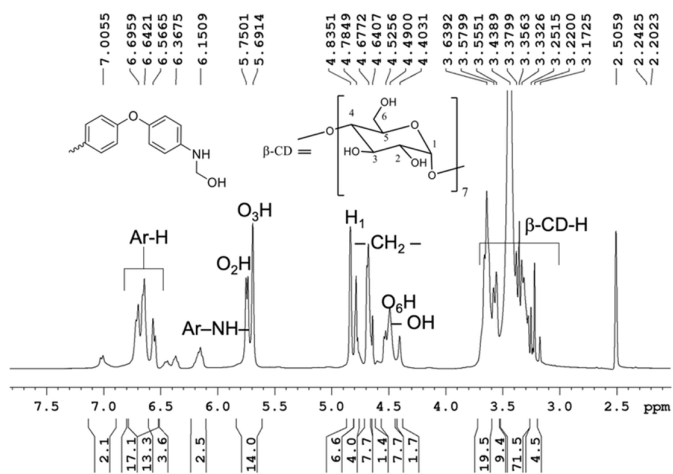 7.0055 6.6959 6.6421 6.5665 6.3675 6.1509 5.7501 5.6914 4.8351 4.7849 4.6772 4.6407 4.5256 4.4900 4.4031 3.6392 3.5799 3.5551 3.4389 3.3799 3.3563 3.3326 3.2515 3.2200 3.1725 2.5059 2.2425 2.2023
O
NH
OH
β-CD =
OH
6
4
O
5
O
1
HO
3
2
OH
O
7
O₃H
H₁
β-CD-H
Ar-H
–CH₂–
O₂H
O₆H
Ar–NH–
– OH
7.5 7.0 6.5 6.0 5.5 5.0 4.5 4.0 3.5 3.0 2.5 ppm
2.1 17.1 13.3 3.6 2.5 14.0 6.6 4.0 7.7 1.4 7.7 1.7 19.5 9.4 71.5 4.5